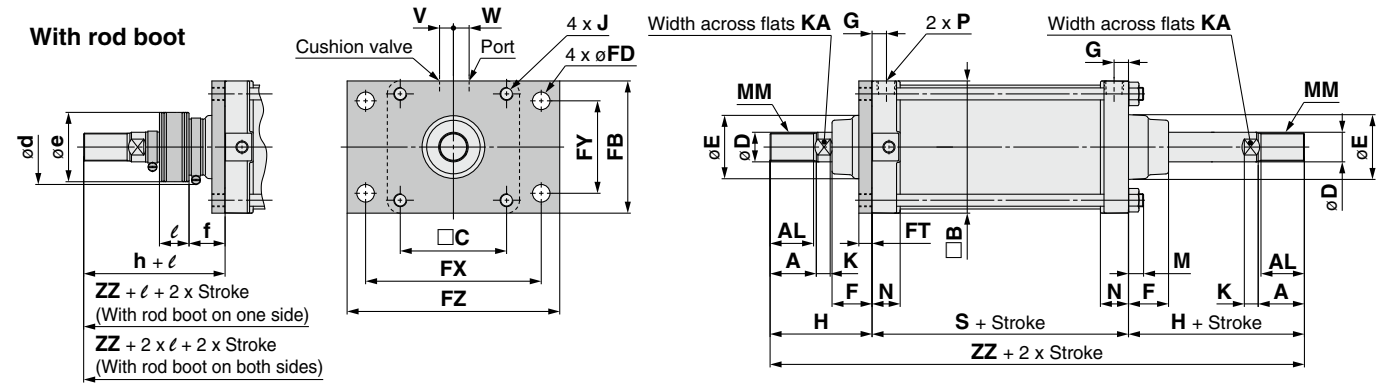 With rod boot
ød
øe
ℓ
f
h + ℓ
ZZ + ℓ + 2 x Stroke
(With rod boot on one side)
ZZ + 2 x ℓ + 2 x Stroke
(With rod boot on both sides)
V
W
Cushion valve
Port
4 x J
4 x øFD
FY
FB
□C
FX
FZ
Width across flats KA
G
2 x P
Width across flats KA
G
MM
MM
øE
øD
øE
øD
AL
FT
□B
A
K
M
AL
F
N
N
F
K
A
H
S + Stroke
H + Stroke
ZZ + 2 x Stroke